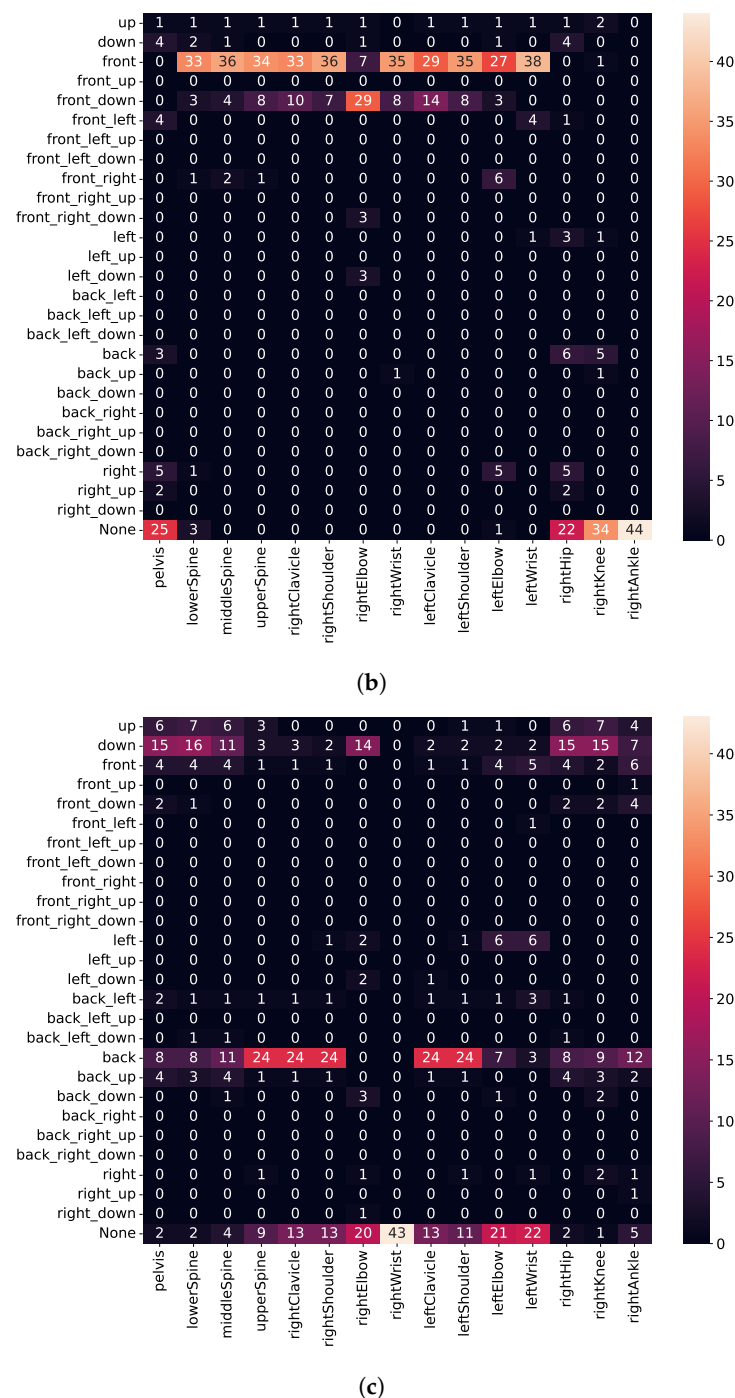 up 1 1 1 1 1 1 1 0 1 1 1 1 1 2 0
down 4 2 1 0 0 0 1 0 0 0 1 0 4 0 0
front 0 33 36 34 33 36 7 35 29 35 27 38 0 1 0
front_up 0 0 0 0 0 0 0 0 0 0 0 0 0 0 0
front_down 0 3 4 8 10 7 29 8 14 8 3 0 0 0 0
front_left 4 0 0 0 0 0 0 0 0 0 0 4 1 0 0
front_left_up 0 0 0 0 0 0 0 0 0 0 0 0 0 0 0
front_left_down 0 0 0 0 0 0 0 0 0 0 0 0 0 0 0
front_right 0 1 2 1 0 0 0 0 0 0 6 0 0 0 0
front_right_up 0 0 0 0 0 0 0 0 0 0 0 0 0 0 0
front_right_down 0 0 0 0 0 0 3 0 0 0 0 0 0 0 0
left 0 0 0 0 0 0 0 0 0 0 0 1 3 1 0
left_up 0 0 0 0 0 0 0 0 0 0 0 0 0 0 0
left_down 0 0 0 0 0 0 3 0 0 0 0 0 0 0 0
back_left 0 0 0 0 0 0 0 0 0 0 0 0 0 0 0
back_left_up 0 0 0 0 0 0 0 0 0 0 0 0 0 0 0
back_left_down 0 0 0 0 0 0 0 0 0 0 0 0 0 0 0
back 3 0 0 0 0 0 0 0 0 0 0 0 6 5 0
back_up 0 0 0 0 0 0 0 1 0 0 0 0 0 1 0
back_down 0 0 0 0 0 0 0 0 0 0 0 0 0 0 0
back_right 0 0 0 0 0 0 0 0 0 0 0 0 0 0 0
back_right_up 0 0 0 0 0 0 0 0 0 0 0 0 0 0 0
back_right_down 0 0 0 0 0 0 0 0 0 0 0 0 0 0 0
right 5 1 0 0 0 0 0 0 0 0 5 0 5 0 0
right_up 2 0 0 0 0 0 0 0 0 0 0 0 2 0 0
right_down 0 0 0 0 0 0 0 0 0 0 0 0 0 0 0
None 25 3 0 0 0 0 0 0 0 0 1 0 22 34 44
pelvis lowerSpine middleSpine upperSpine rightClavicle rightShoulder rightElbow rightWrist leftClavicle leftShoulder leftElbow leftWrist rightHip rightKnee rightAnkle
40
35
30
25
20
15
10
5
0
(b)
up 6 7 6 3 0 0 0 0 0 1 1 0 6 7 4
down 15 16 11 3 3 2 14 0 2 2 2 2 15 15 7
front 4 4 4 1 1 1 0 0 1 1 4 5 4 2 6
front_up 0 0 0 0 0 0 0 0 0 0 0 0 0 0 1
front_down 2 1 0 0 0 0 0 0 0 0 0 0 2 2 4
front_left 0 0 0 0 0 0 0 0 0 0 0 1 0 0 0
front_left_up 0 0 0 0 0 0 0 0 0 0 0 0 0 0 0
front_left_down 0 0 0 0 0 0 0 0 0 0 0 0 0 0 0
front_right 0 0 0 0 0 0 0 0 0 0 0 0 0 0 0
front_right_up 0 0 0 0 0 0 0 0 0 0 0 0 0 0 0
front_right_down 0 0 0 0 0 0 0 0 0 0 0 0 0 0 0
left 0 0 0 0 0 1 2 0 0 1 6 6 0 0 0
left_up 0 0 0 0 0 0 0 0 0 0 0 0 0 0 0
left_down 0 0 0 0 0 0 2 0 1 0 0 0 0 0 0
back_left 2 1 1 1 1 1 0 0 1 1 1 3 1 0 0
back_left_up 0 0 0 0 0 0 0 0 0 0 0 0 0 0 0
back_left_down 0 1 1 0 0 0 0 0 0 0 0 0 1 0 0
back 8 8 11 24 24 24 0 0 24 24 7 3 8 9 12
back_up 4 3 4 1 1 1 0 0 1 1 0 0 4 3 2
back_down 0 0 1 0 0 0 3 0 0 0 1 0 0 2 0
back_right 0 0 0 0 0 0 0 0 0 0 0 0 0 0 0
back_right_up 0 0 0 0 0 0 0 0 0 0 0 0 0 0 0
back_right_down 0 0 0 0 0 0 0 0 0 0 0 0 0 0 0
right 0 0 0 1 0 0 1 0 0 1 0 1 0 2 1
right_up 0 0 0 0 0 0 0 0 0 0 0 0 0 0 1
right_down 0 0 0 0 0 0 1 0 0 0 0 0 0 0 0
None 2 2 4 9 13 13 20 43 13 11 21 22 2 1 5
pelvis lowerSpine middleSpine upperSpine rightClavicle rightShoulder rightElbow rightWrist leftClavicle leftShoulder leftElbow leftWrist rightHip rightKnee rightAnkle
40
35
30
25
20
15
10
5
0
(c)